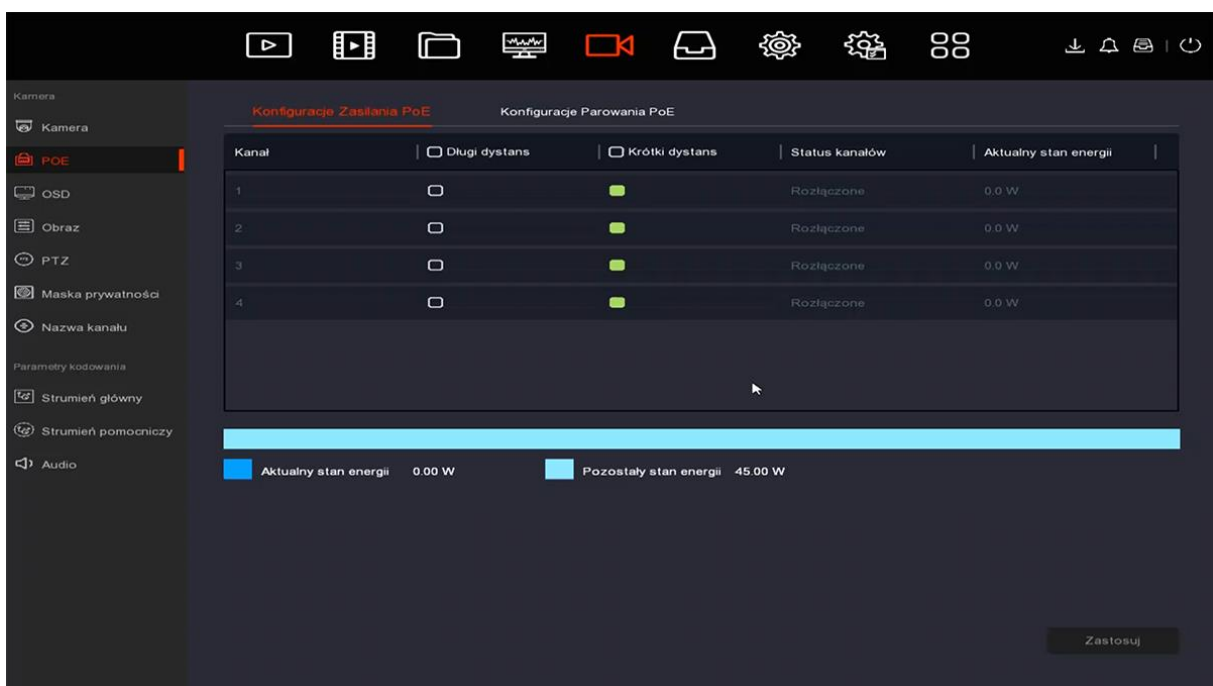 Kamera
Kamera
POE
OSD
Obraz
PTZ
Maska prywatności
Nazwa kanału
Parametry kodowania
Strumień główny
Strumień pomocniczy
Audio
Konfiguracje Zasilania PoE Konfiguracje Parowania PoE
Kanał Długi dystans Krótki dystans Status kanałów Aktualny stan energii
1 Rozłączone 0.0 W
2 Rozłączone 0.0 W
3 Rozłączone 0.0 W
4 Rozłączone 0.0 W
Aktualny stan energii 0.00 W Pozostały stan energii 45.00 W
Zastosuj